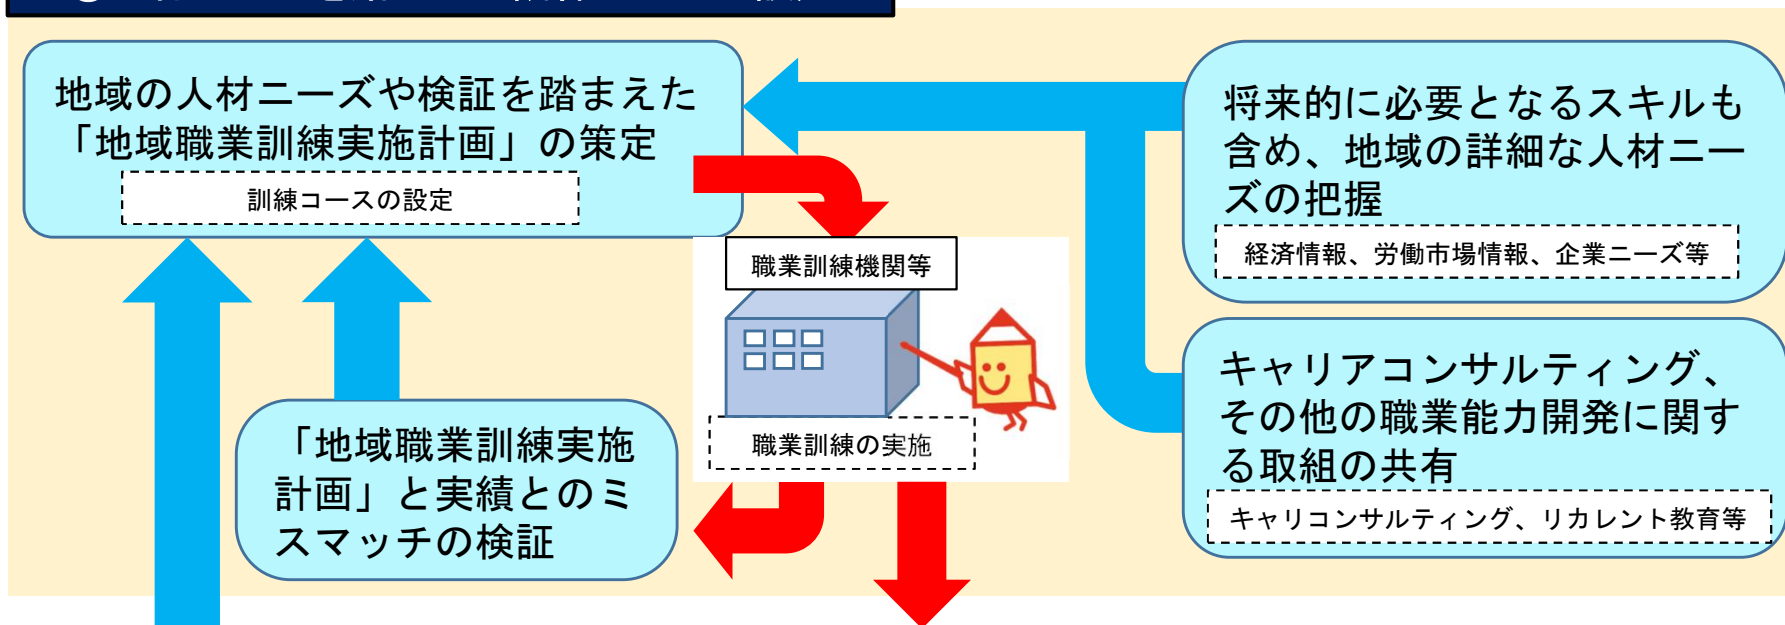 地域の人材ニーズや検証を踏まえた
「地域職業訓練実施計画」の策定
訓練コースの設定
将来的に必要となるスキルも
含め、地域の詳細な人材ニー
ズの把握
経済情報、労働市場情報、企業ニーズ等
職業訓練機関等
職業訓練の実施
「地域職業訓練実施
計画」と実績とのミ
スマッチの検証
キャリアコンサルティング、
その他の職業能力開発に関す
る取組の共有
キャリコンサルティング、リカレント教育等